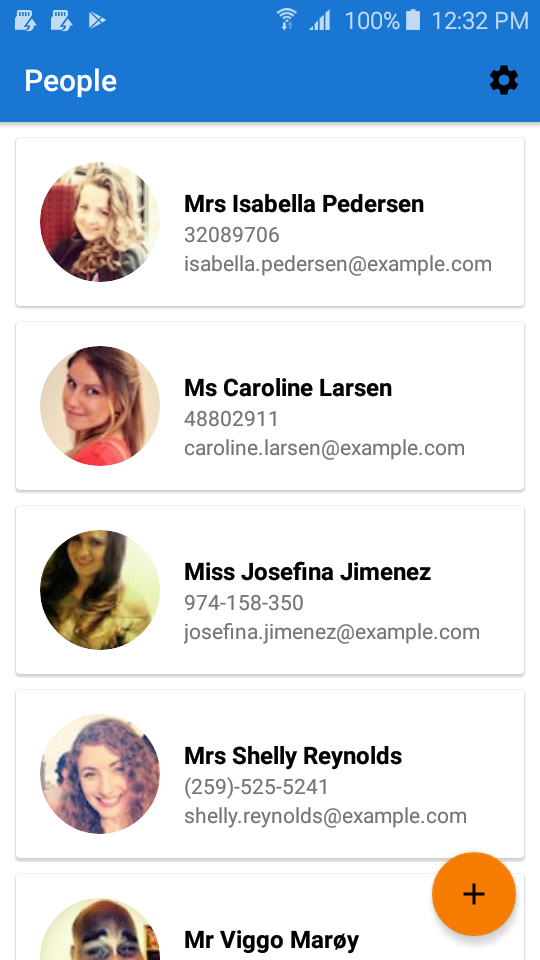 100% 12:32 PM
People
Mrs Isabella Pedersen
32089706
isabella.pedersen@example.com
Ms Caroline Larsen
48802911
caroline.larsen@example.com
Miss Josefina Jimenez
974-158-350
josefina.jimenez@example.com
Mrs Shelly Reynolds
(259)-525-5241
shelly.reynolds@example.com
Mr Viggo Marøy